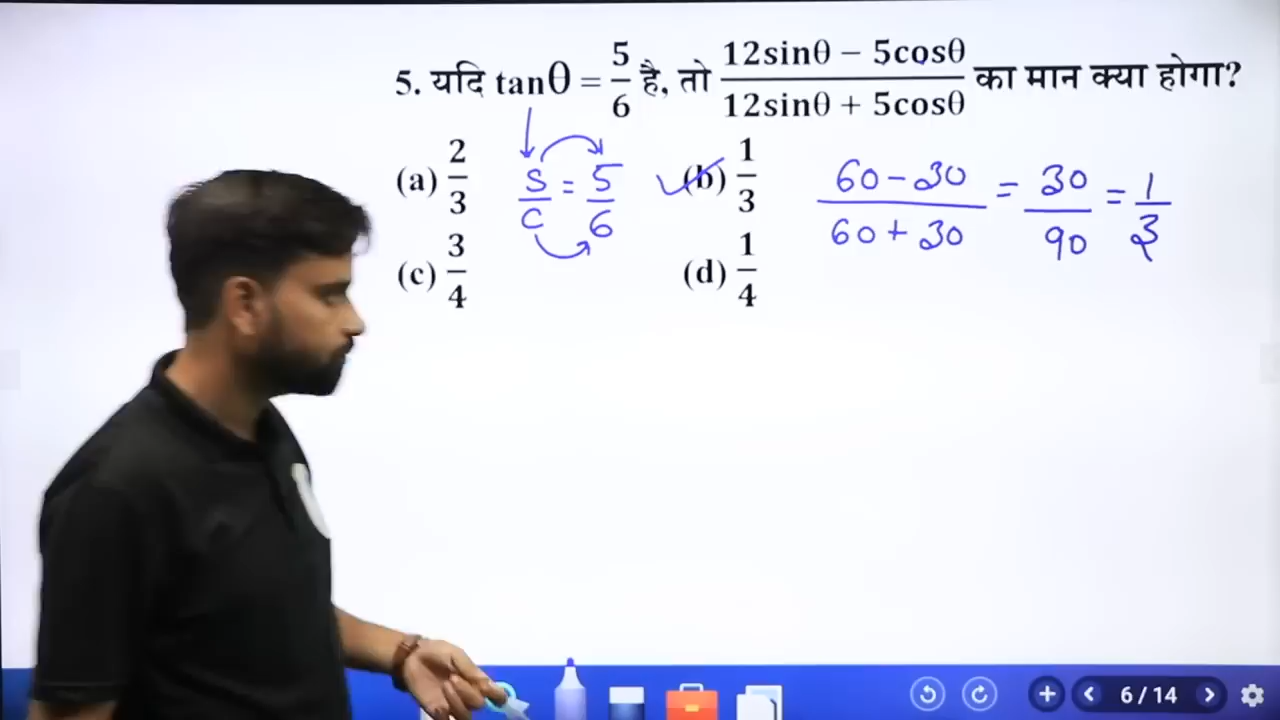 5. यदि tanθ = 5/6 है, तो (12sinθ − 5cosθ)/(12sinθ + 5cosθ) का मान क्या होगा?
(a) 2/3
(b) 1/3
(c) 3/4
(d) 1/4
S/C = 5/6
(60 − 30)/(60 + 30) = 30/90 = 1/3
6 / 14